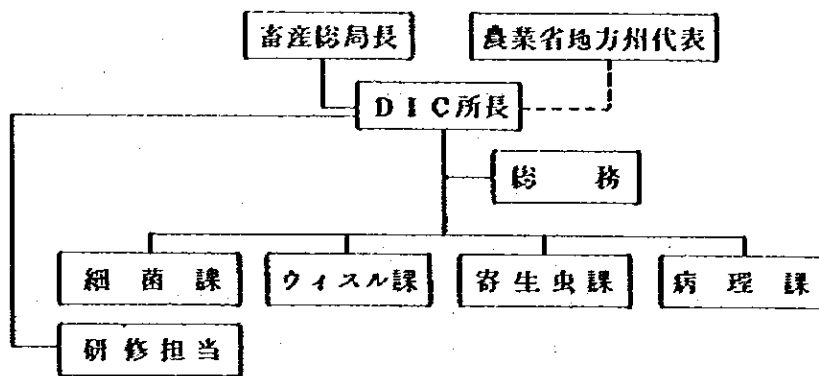 畜産総局長
農業省地方州代表
DIC所長
総務
細菌課
ウィスル課
寄生虫課
病理課
研修担当